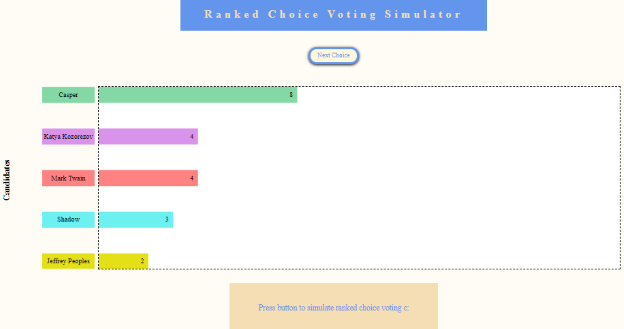 Ranked Choice Voting Simulator
Next Choice
Candidates
Casper 8
Katya Kozorezov 4
Mark Twain 4
Shadow 3
Jeffrey Peoples 2
Press button to simulate ranked choice voting c: